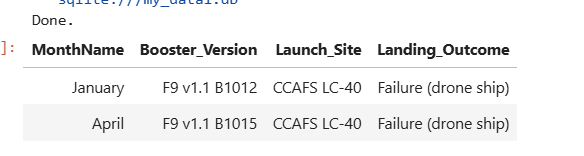 sqlite:///my_data1.db
Done.
]: MonthName Booster_Version Launch_Site Landing_Outcome
January F9 v1.1 B1012 CCAFS LC-40 Failure (drone ship)
April F9 v1.1 B1015 CCAFS LC-40 Failure (drone ship)